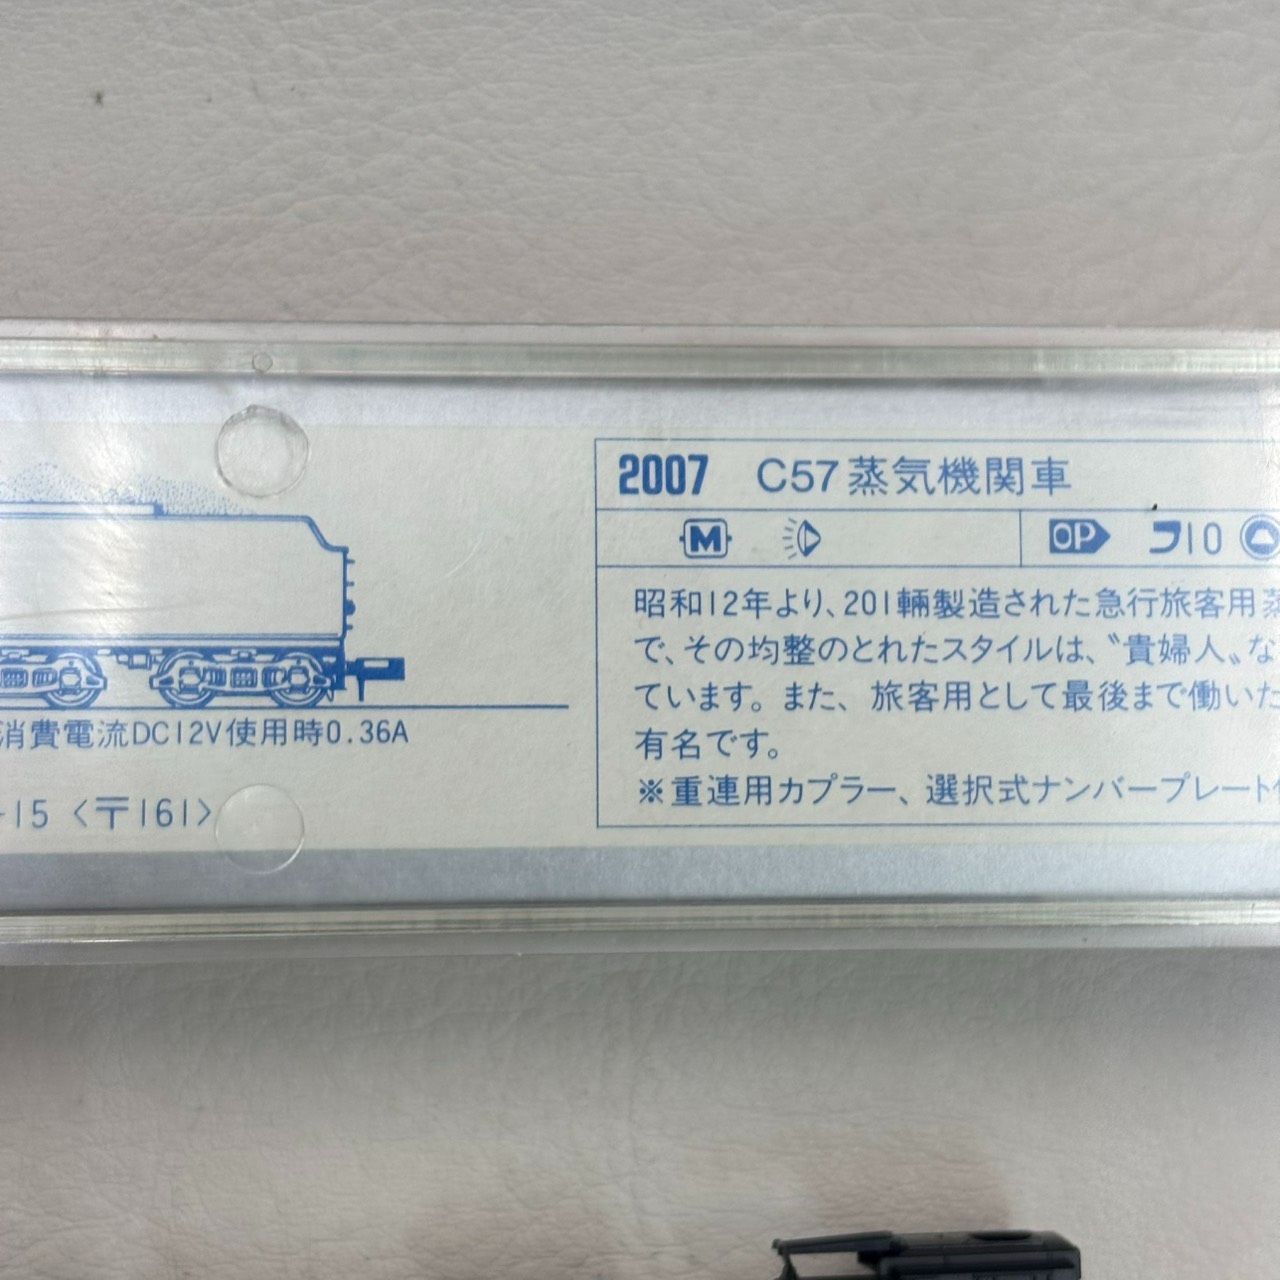 2007 C57蒸気機関車
M OP フ10
昭和12年より、201輌製造された急行旅客用蒸
で、その均整のとれたスタイルは、〝貴婦人〟な
ています。また、旅客用として最後まで働いた
有名です。
※重連用カプラー、選択式ナンバープレート
消費電流DC12V使用時0.36A
-15 <〒161>